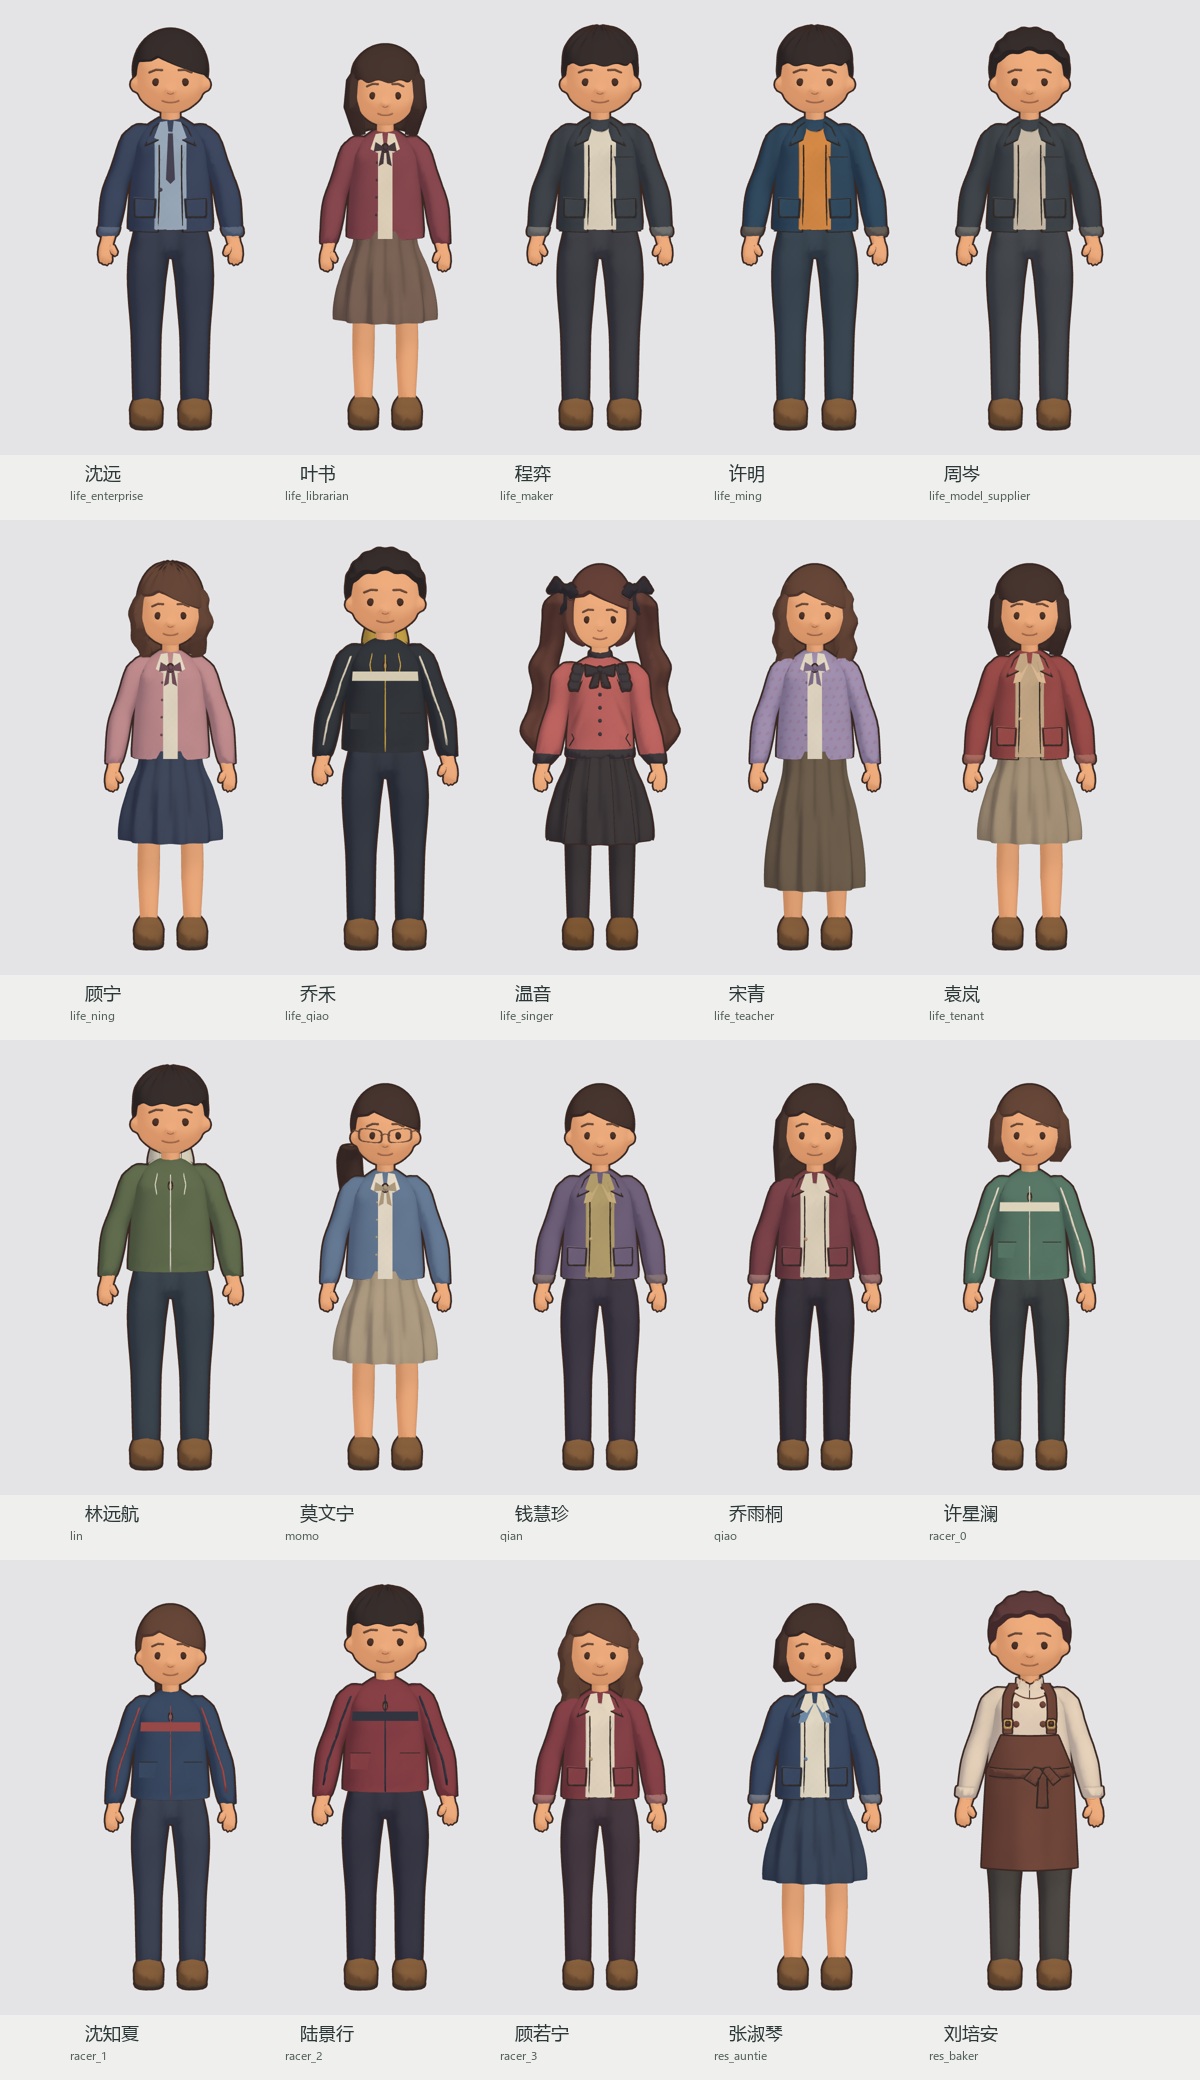 沈远
life_enterprise
叶书
life_librarian
程弈
life_maker
许明
life_ming
周岑
life_model_supplier
顾宁
life_ning
乔禾
life_qiao
温音
life_singer
宋青
life_teacher
袁岚
life_tenant
林远航
lin
莫文宁
momo
钱慧珍
qian
乔雨桐
qiao
许星澜
racer_0
沈知夏
racer_1
陆景行
racer_2
顾若宁
racer_3
张淑琴
res_auntie
刘培安
res_baker